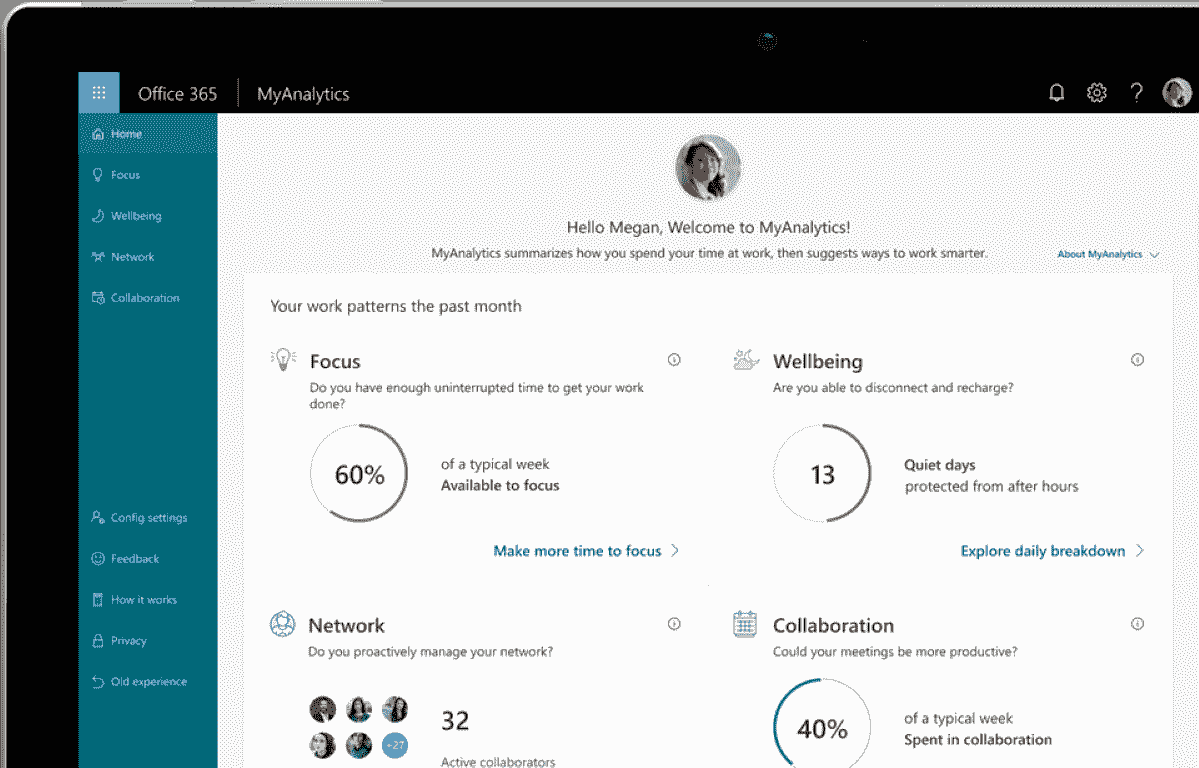 Office 365 MyAnalytics
Home
Focus
Wellbeing
Network
Collaboration
Config settings
Feedback
How it works
Privacy
Old experience
Hello Megan, Welcome to MyAnalytics!
MyAnalytics summarizes how you spend your time at work, then suggests ways to work smarter.
About MyAnalytics
Your work patterns the past month
Focus
Do you have enough uninterrupted time to get your work
done?
60%
of a typical week
Available to focus
Make more time to focus
Wellbeing
Are you able to disconnect and recharge?
13
Quiet days
protected from after hours
Explore daily breakdown
Network
Do you proactively manage your network?
+27
32
Active collaborators
Collaboration
Could your meetings be more productive?
40%
of a typical week
Spent in collaboration